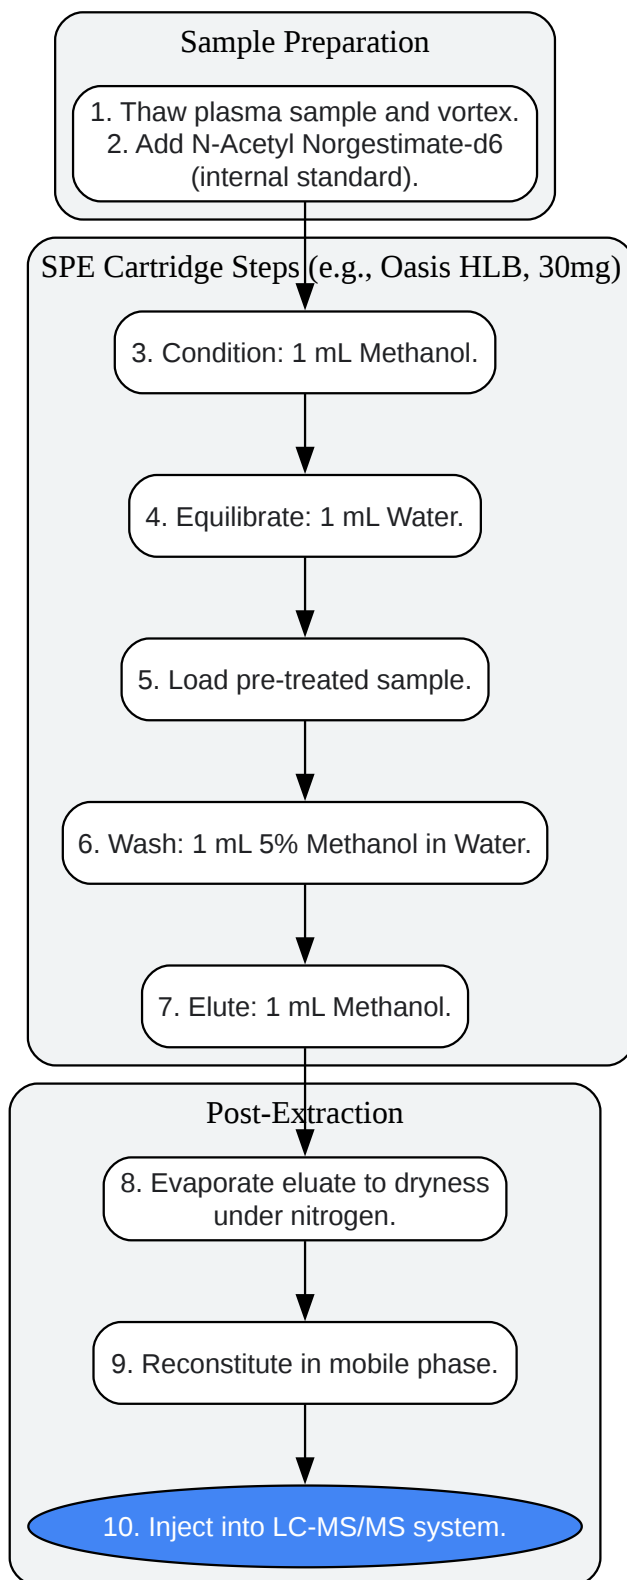 Sample Preparation
1. Thaw plasma sample and vortex.
2. Add N-Acetyl Norgestimate-d6
(internal standard).
SPE Cartridge Steps (e.g., Oasis HLB, 30mg)
3. Condition: 1 mL Methanol.
4. Equilibrate: 1 mL Water.
5. Load pre-treated sample.
6. Wash: 1 mL 5% Methanol in Water.
7. Elute: 1 mL Methanol.
Post-Extraction
8. Evaporate eluate to dryness
under nitrogen.
9. Reconstitute in mobile phase.
10. Inject into LC-MS/MS system.